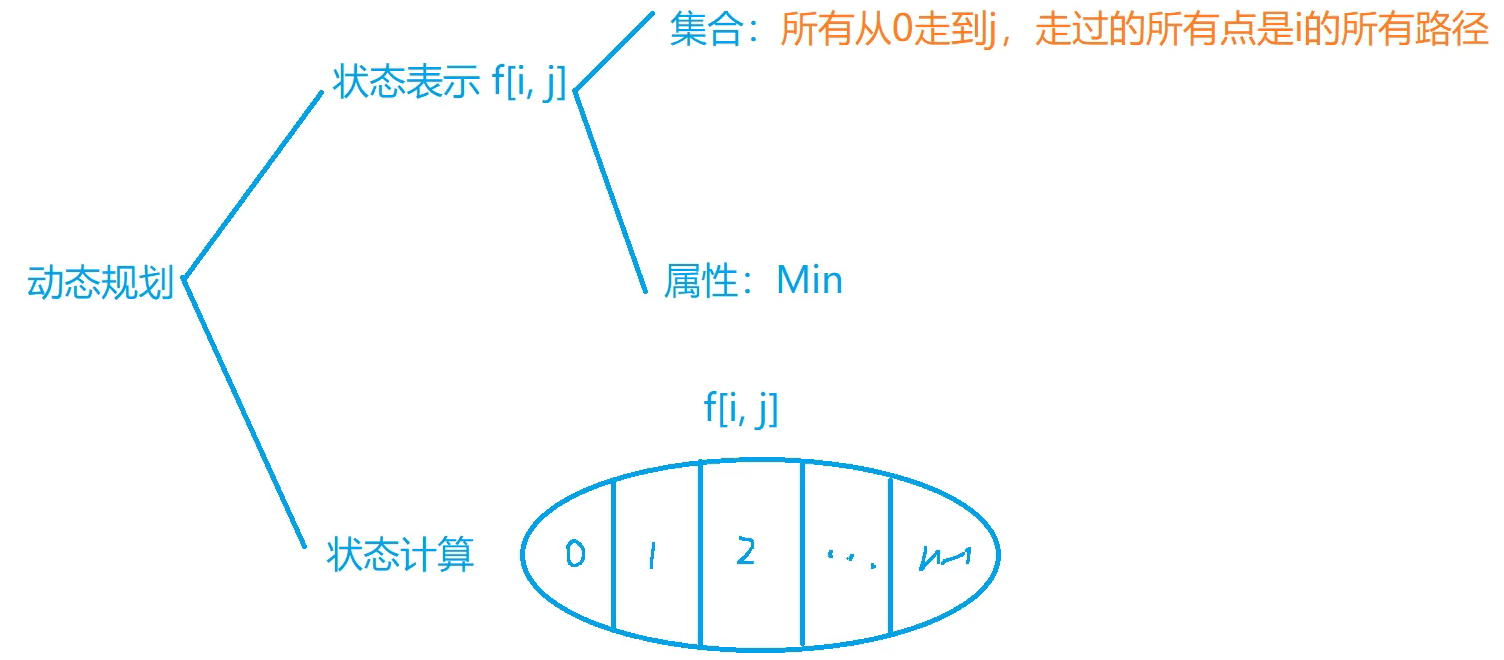 集合：所有从0走到j，走过的所有点是i的所有路径
状态表示 f[i, j]
动态规划
属性：Min
f[i, j]
状态计算
0 1 2 ... n-1